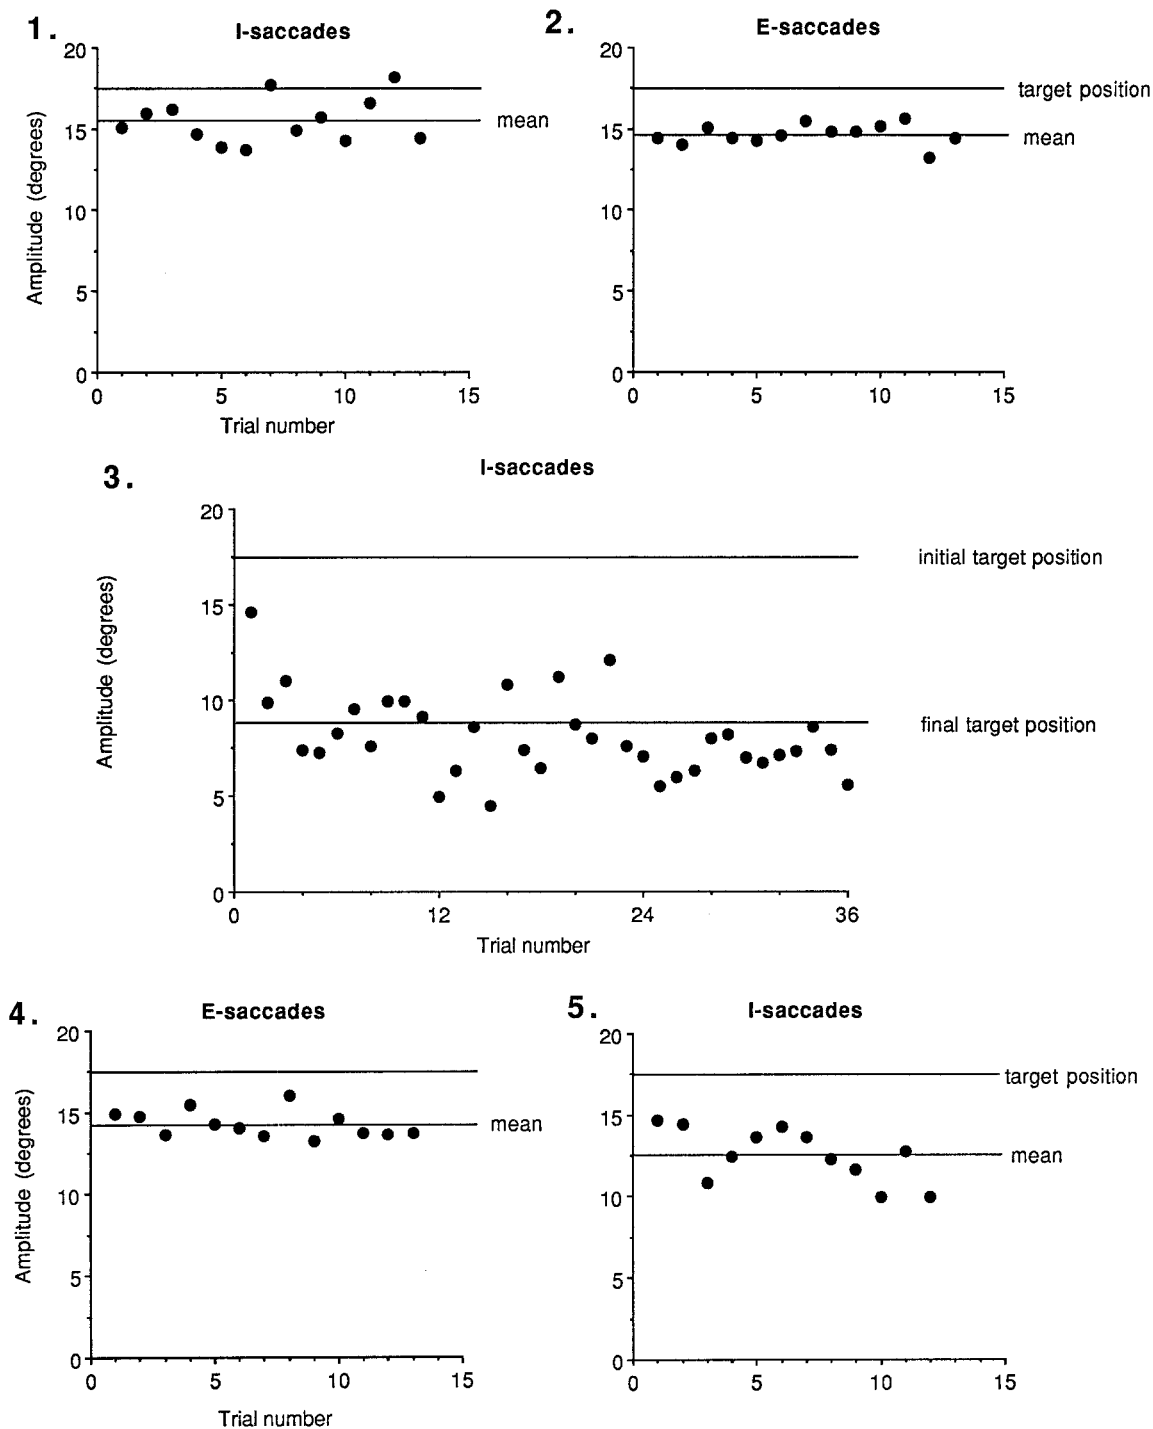 1.
I-saccades
20
15
10
5
0
Amplitude (degrees)
mean
0 5 10 15
Trial number
2.
E-saccades
20
15
10
5
0
target position
mean
0 5 10 15
3.
I-saccades
20
15
10
5
0
Amplitude (degrees)
initial target position
final target position
0 12 24 36
Trial number
4.
E-saccades
20
15
10
5
0
Amplitude (degrees)
mean
0 5 10 15
Trial number
5.
I-saccades
20
15
10
5
0
target position
mean
0 5 10 15